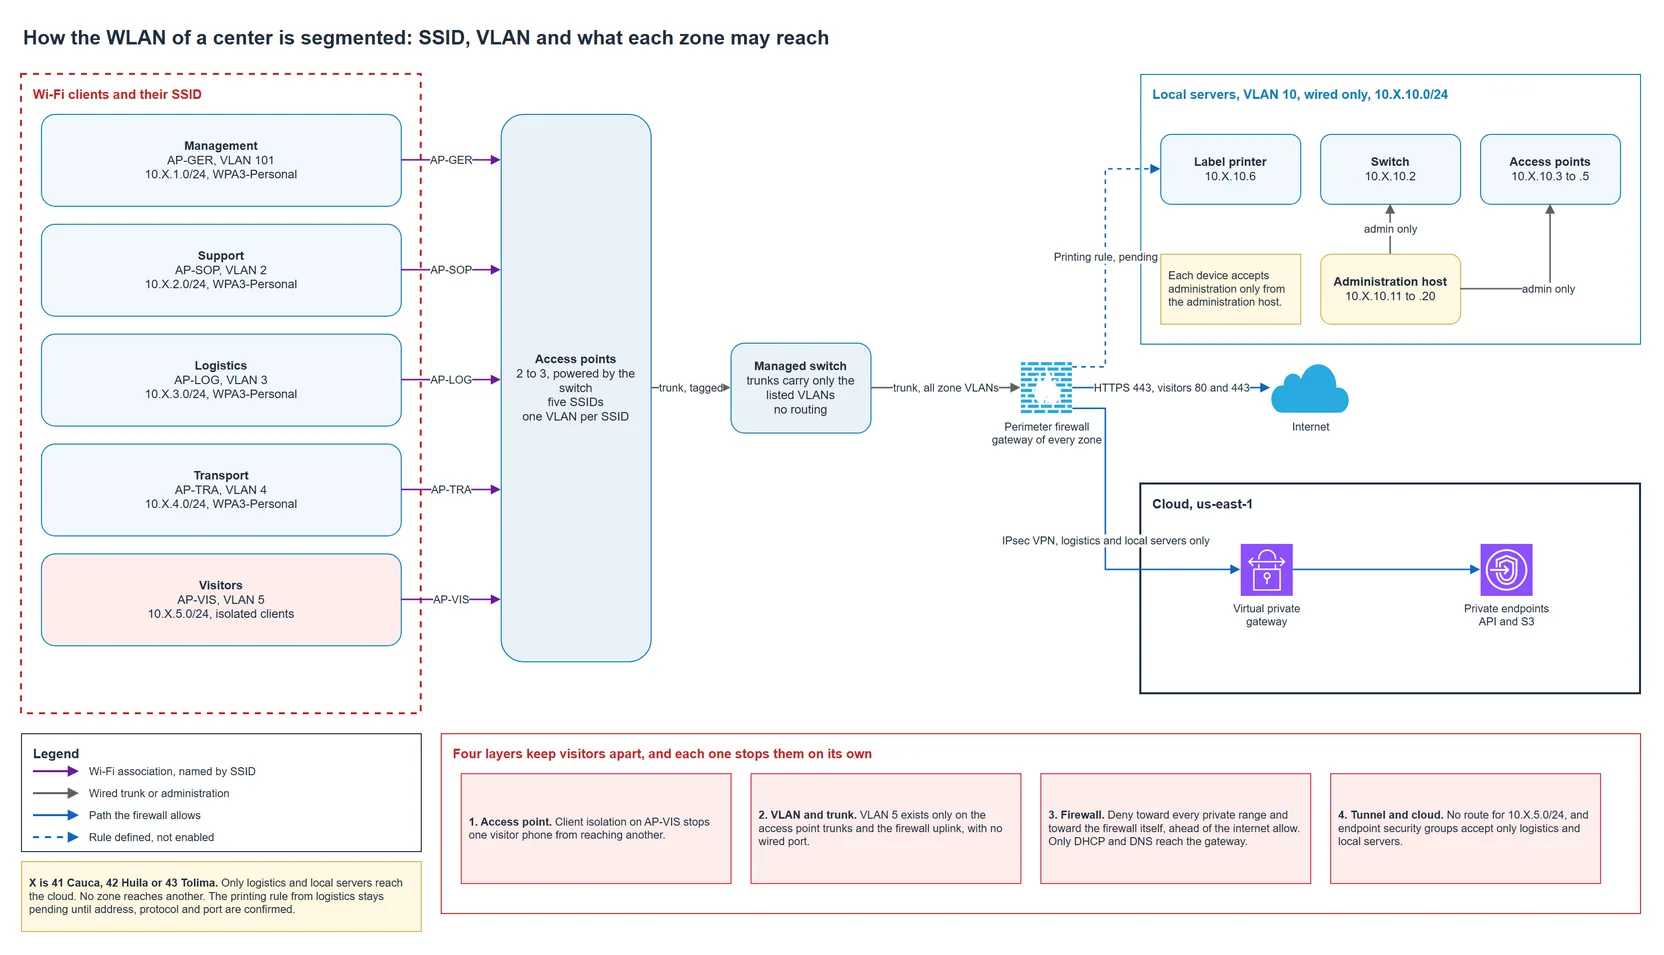 How the WLAN of a center is segmented: SSID, VLAN and what each zone may reach
Wi-Fi clients and their SSID
Management
AP-GER, VLAN 101
10.X.1.0/24, WPA3-Personal
AP-GER
Support
AP-SOP, VLAN 2
10.X.2.0/24, WPA3-Personal
AP-SOP
Logistics
AP-LOG, VLAN 3
10.X.3.0/24, WPA3-Personal
AP-LOG
Transport
AP-TRA, VLAN 4
10.X.4.0/24, WPA3-Personal
AP-TRA
Visitors
AP-VIS, VLAN 5
10.X.5.0/24, isolated clients
AP-VIS
Access points
2 to 3, powered by the
switch
five SSIDs
one VLAN per SSID
trunk, tagged
Managed switch
trunks carry only the
listed VLANs
no routing
trunk, all zone VLANs
Perimeter firewall
gateway of every zone
Printing rule, pending
HTTPS 443, visitors 80 and 443
Internet
IPsec VPN, logistics and local servers only
Local servers, VLAN 10, wired only, 10.X.10.0/24
Label printer
10.X.10.6
Switch
10.X.10.2
Access points
10.X.10.3 to .5
admin only
Each device accepts
administration only from
the administration host.
Administration host
10.X.10.11 to .20
admin only
Cloud, us-east-1
Virtual private
gateway
Private endpoints
API and S3
Legend
Wi-Fi association, named by SSID
Wired trunk or administration
Path the firewall allows
Rule defined, not enabled
X is 41 Cauca, 42 Huila or 43 Tolima. Only logistics and local servers reach
the cloud. No zone reaches another. The printing rule from logistics stays
pending until address, protocol and port are confirmed.
Four layers keep visitors apart, and each one stops them on its own
1. Access point. Client isolation on AP-VIS stops
one visitor phone from reaching another.
2. VLAN and trunk. VLAN 5 exists only on the
access point trunks and the firewall uplink, with no
wired port.
3. Firewall. Deny toward every private range and
toward the firewall itself, ahead of the internet allow.
Only DHCP and DNS reach the gateway.
4. Tunnel and cloud. No route for 10.X.5.0/24, and
endpoint security groups accept only logistics and
local servers.